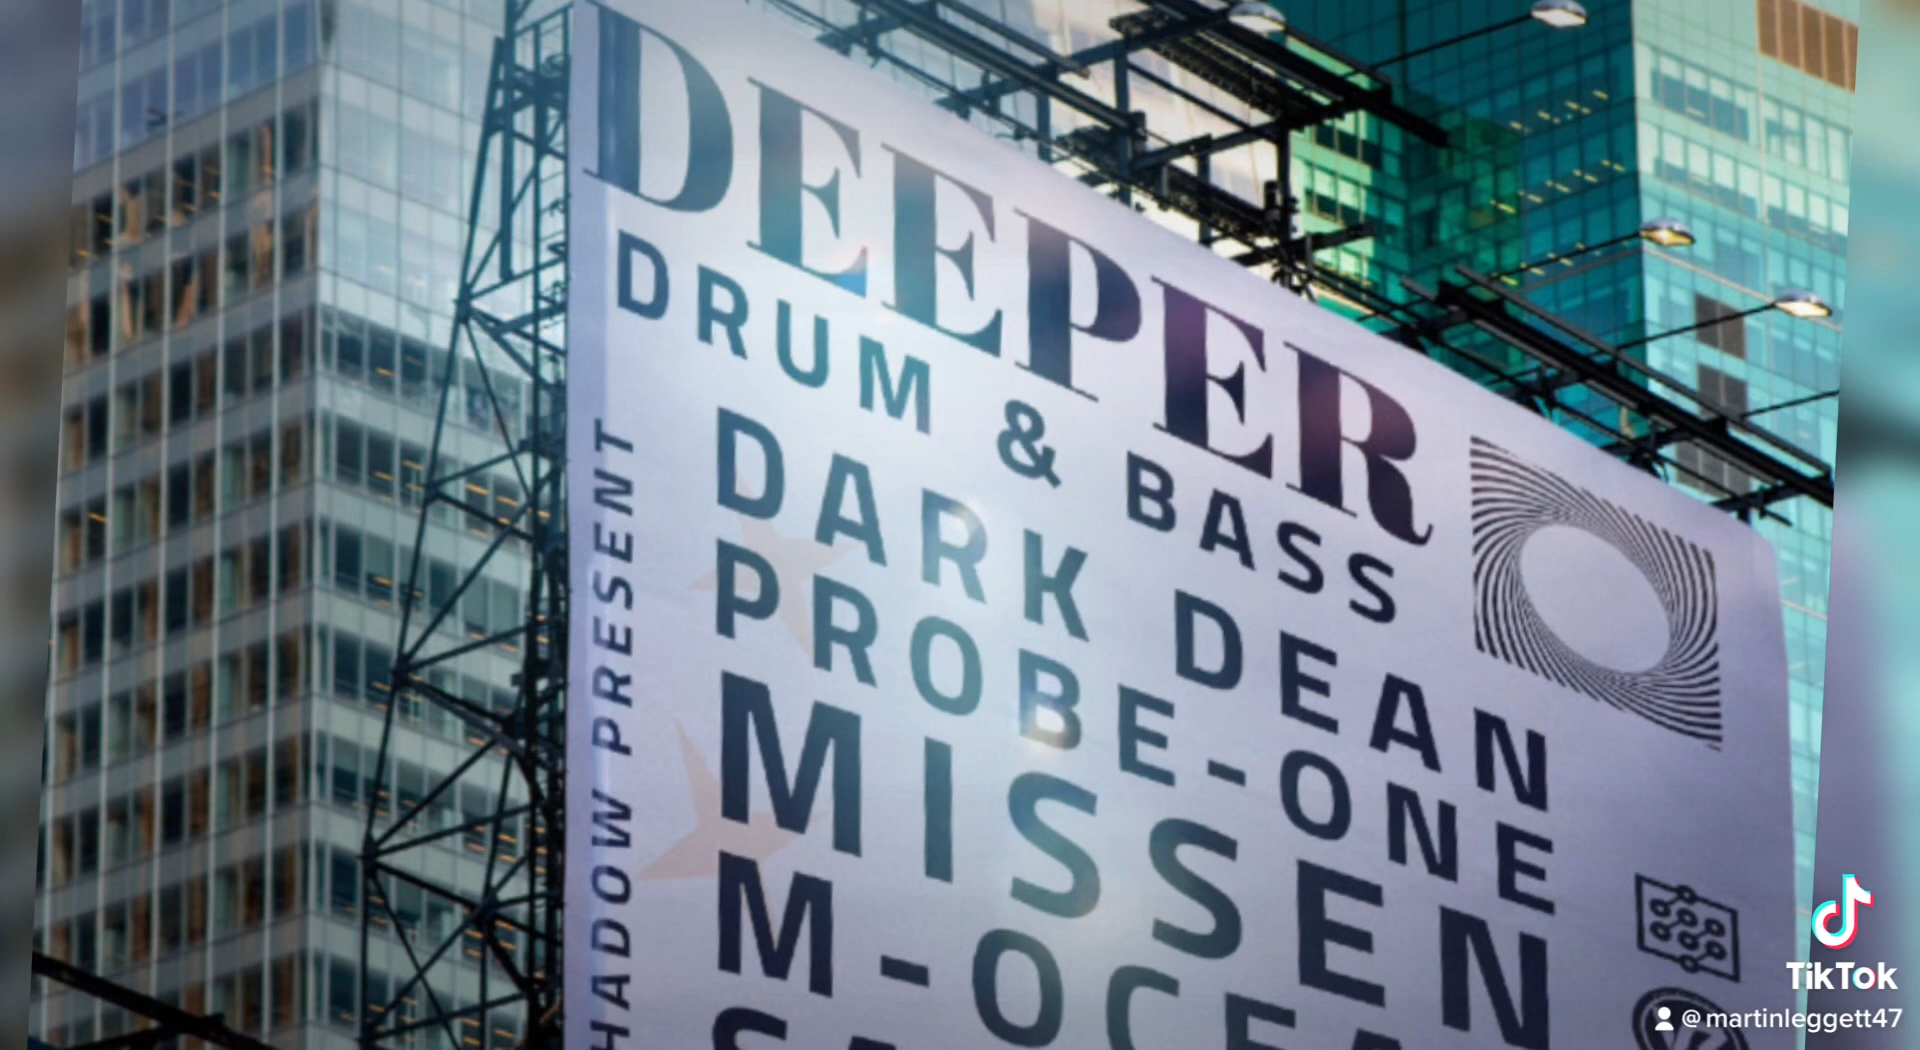 DEEPER
DRUM & BASS
DARK DEAN
PROBE-ONE
MISSEN
HADOW PRESENT
TikTok
@martinleggett47